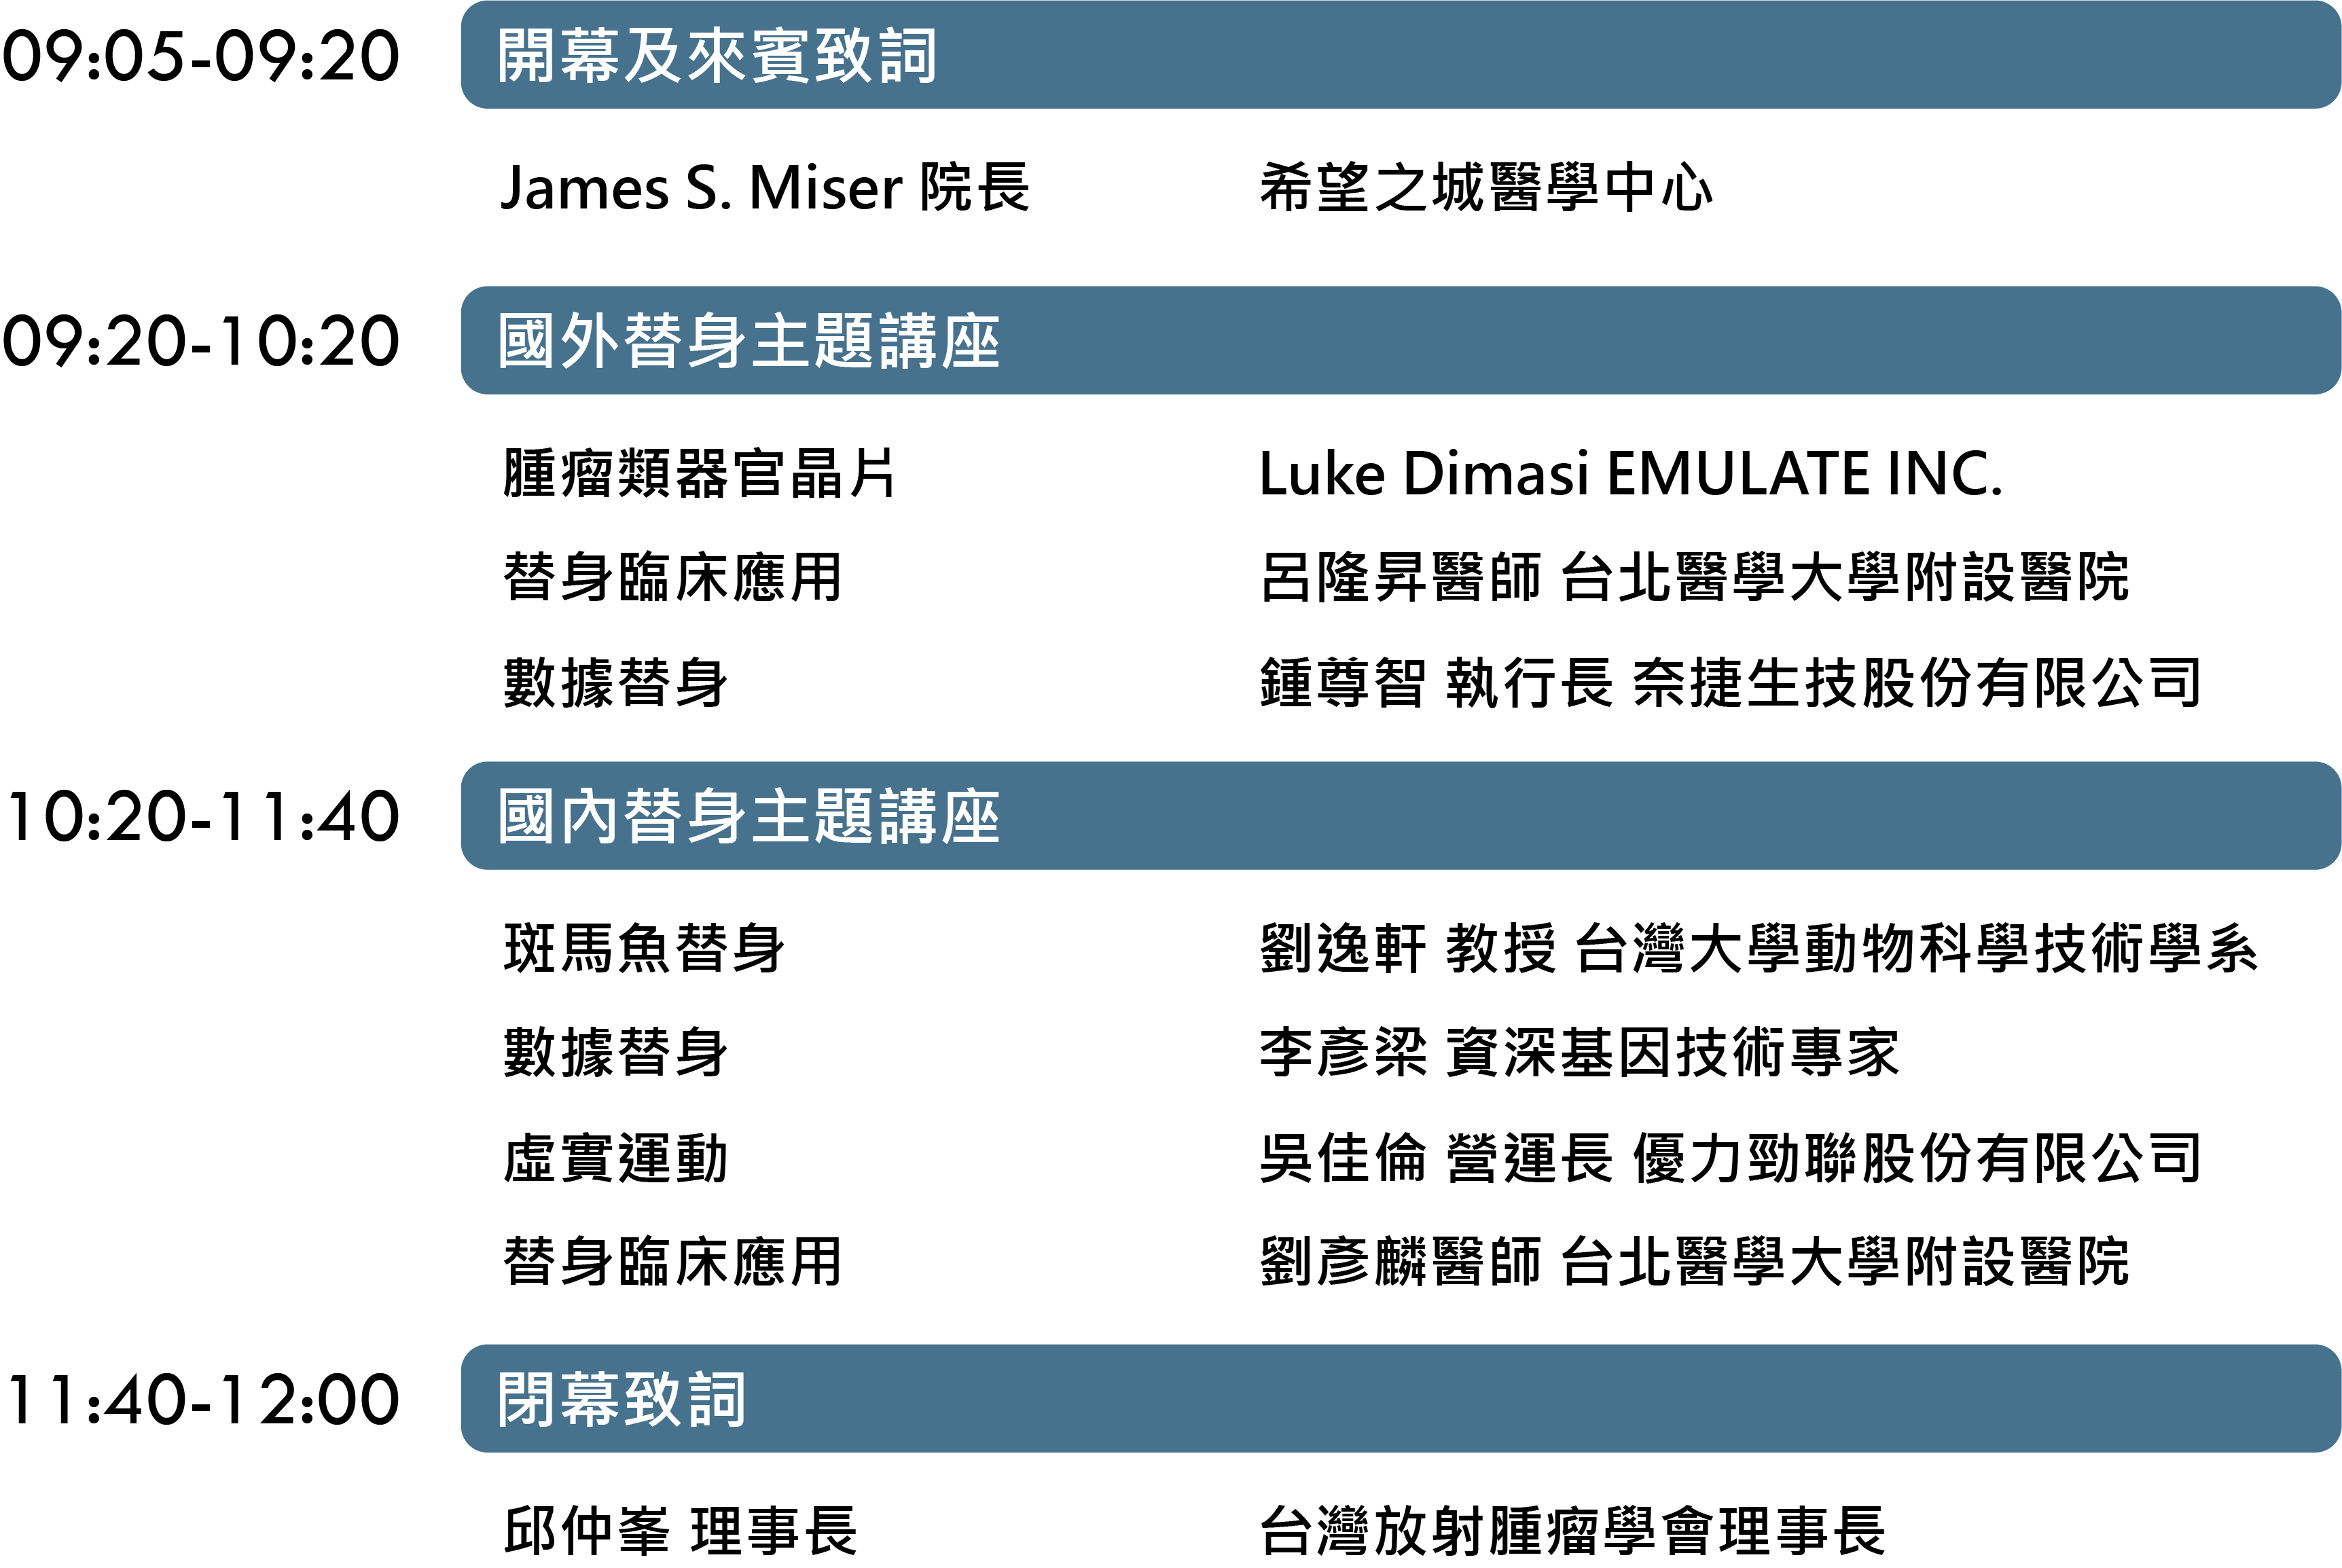 09:05-09:20 開幕及來賓致詞
James S. Miser 院長 希望之城醫學中心
09:20-10:20 國外替身主題講座
腫瘤類器官晶片 Luke Dimasi EMULATE INC.
替身臨床應用 呂隆昇醫師 台北醫學大學附設醫院
數據替身 鍾尊智 執行長 奈捷生技股份有限公司
10:20-11:40 國內替身主題講座
斑馬魚替身 劉逸軒 教授 台灣大學動物科學技術學系
數據替身 李彥梁 資深基因技術專家
虛實運動 吳佳倫 營運長 優力勁聯股份有限公司
替身臨床應用 劉彥麟醫師 台北醫學大學附設醫院
11:40-12:00 閉幕致詞
邱仲峯 理事長 台灣放射腫瘤學會理事長